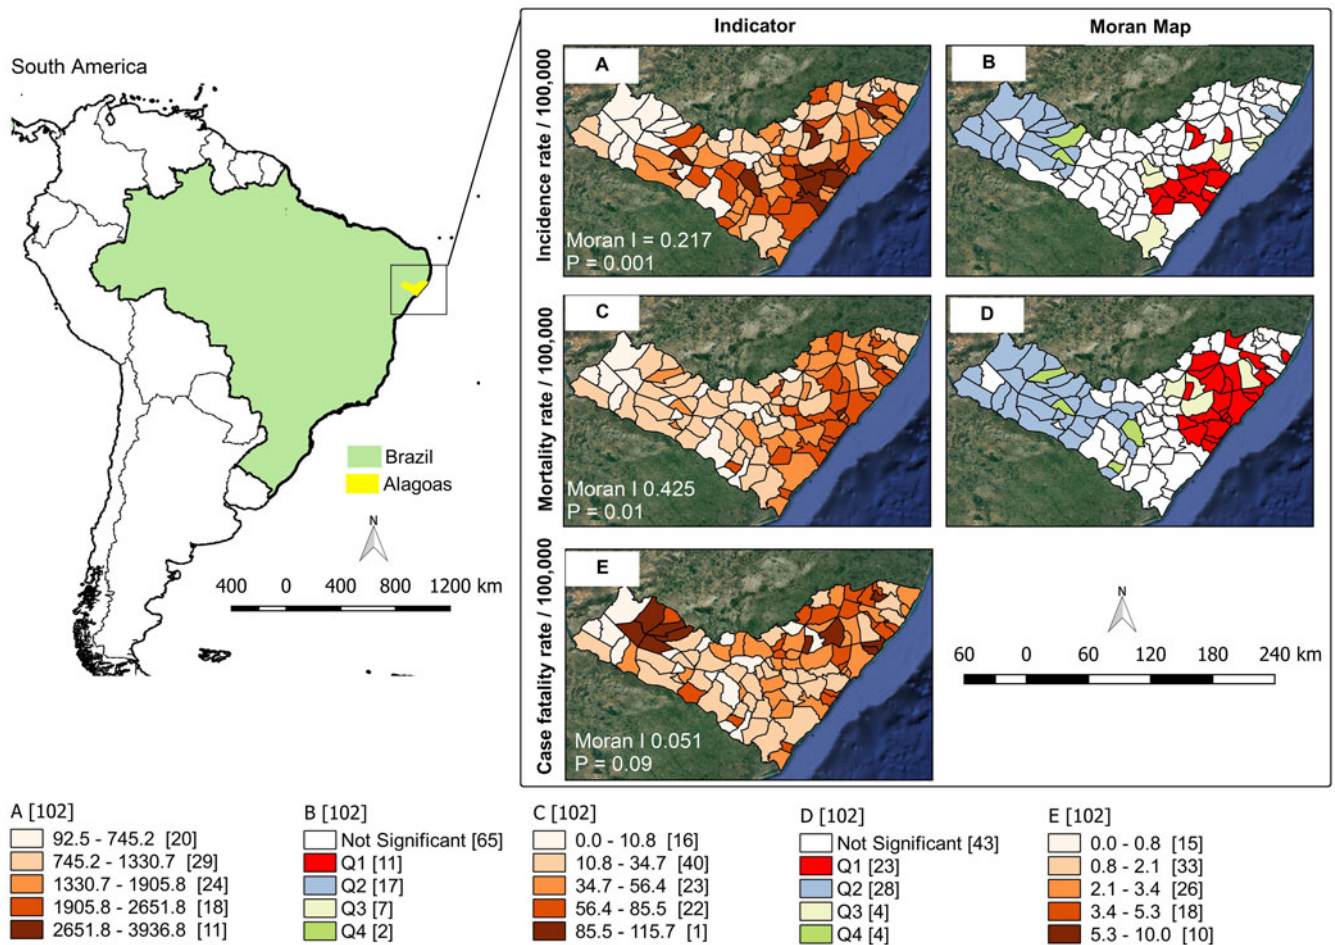 South America
Brazil
Alagoas
N
400 0 400 800 1200 km
Indicator
Moran Map
Incidence rate / 100,000
A
Moran I = 0.217
P = 0.001
B
Mortality rate / 100,000
C
Moran I 0.425
P = 0.01
D
Case fatality rate / 100,000
E
Moran I 0.051
P = 0.09
N
60 0 60 120 180 240 km
A [102]
92.5 - 745.2 [20]
745.2 - 1330.7 [29]
1330.7 - 1905.8 [24]
1905.8 - 2651.8 [18]
2651.8 - 3936.8 [11]
B [102]
Not Significant [65]
Q1 [11]
Q2 [17]
Q3 [7]
Q4 [2]
C [102]
0.0 - 10.8 [16]
10.8 - 34.7 [40]
34.7 - 56.4 [23]
56.4 - 85.5 [22]
85.5 - 115.7 [1]
D [102]
Not Significant [43]
Q1 [23]
Q2 [28]
Q3 [4]
Q4 [4]
E [102]
0.0 - 0.8 [15]
0.8 - 2.1 [33]
2.1 - 3.4 [26]
3.4 - 5.3 [18]
5.3 - 10.0 [10]